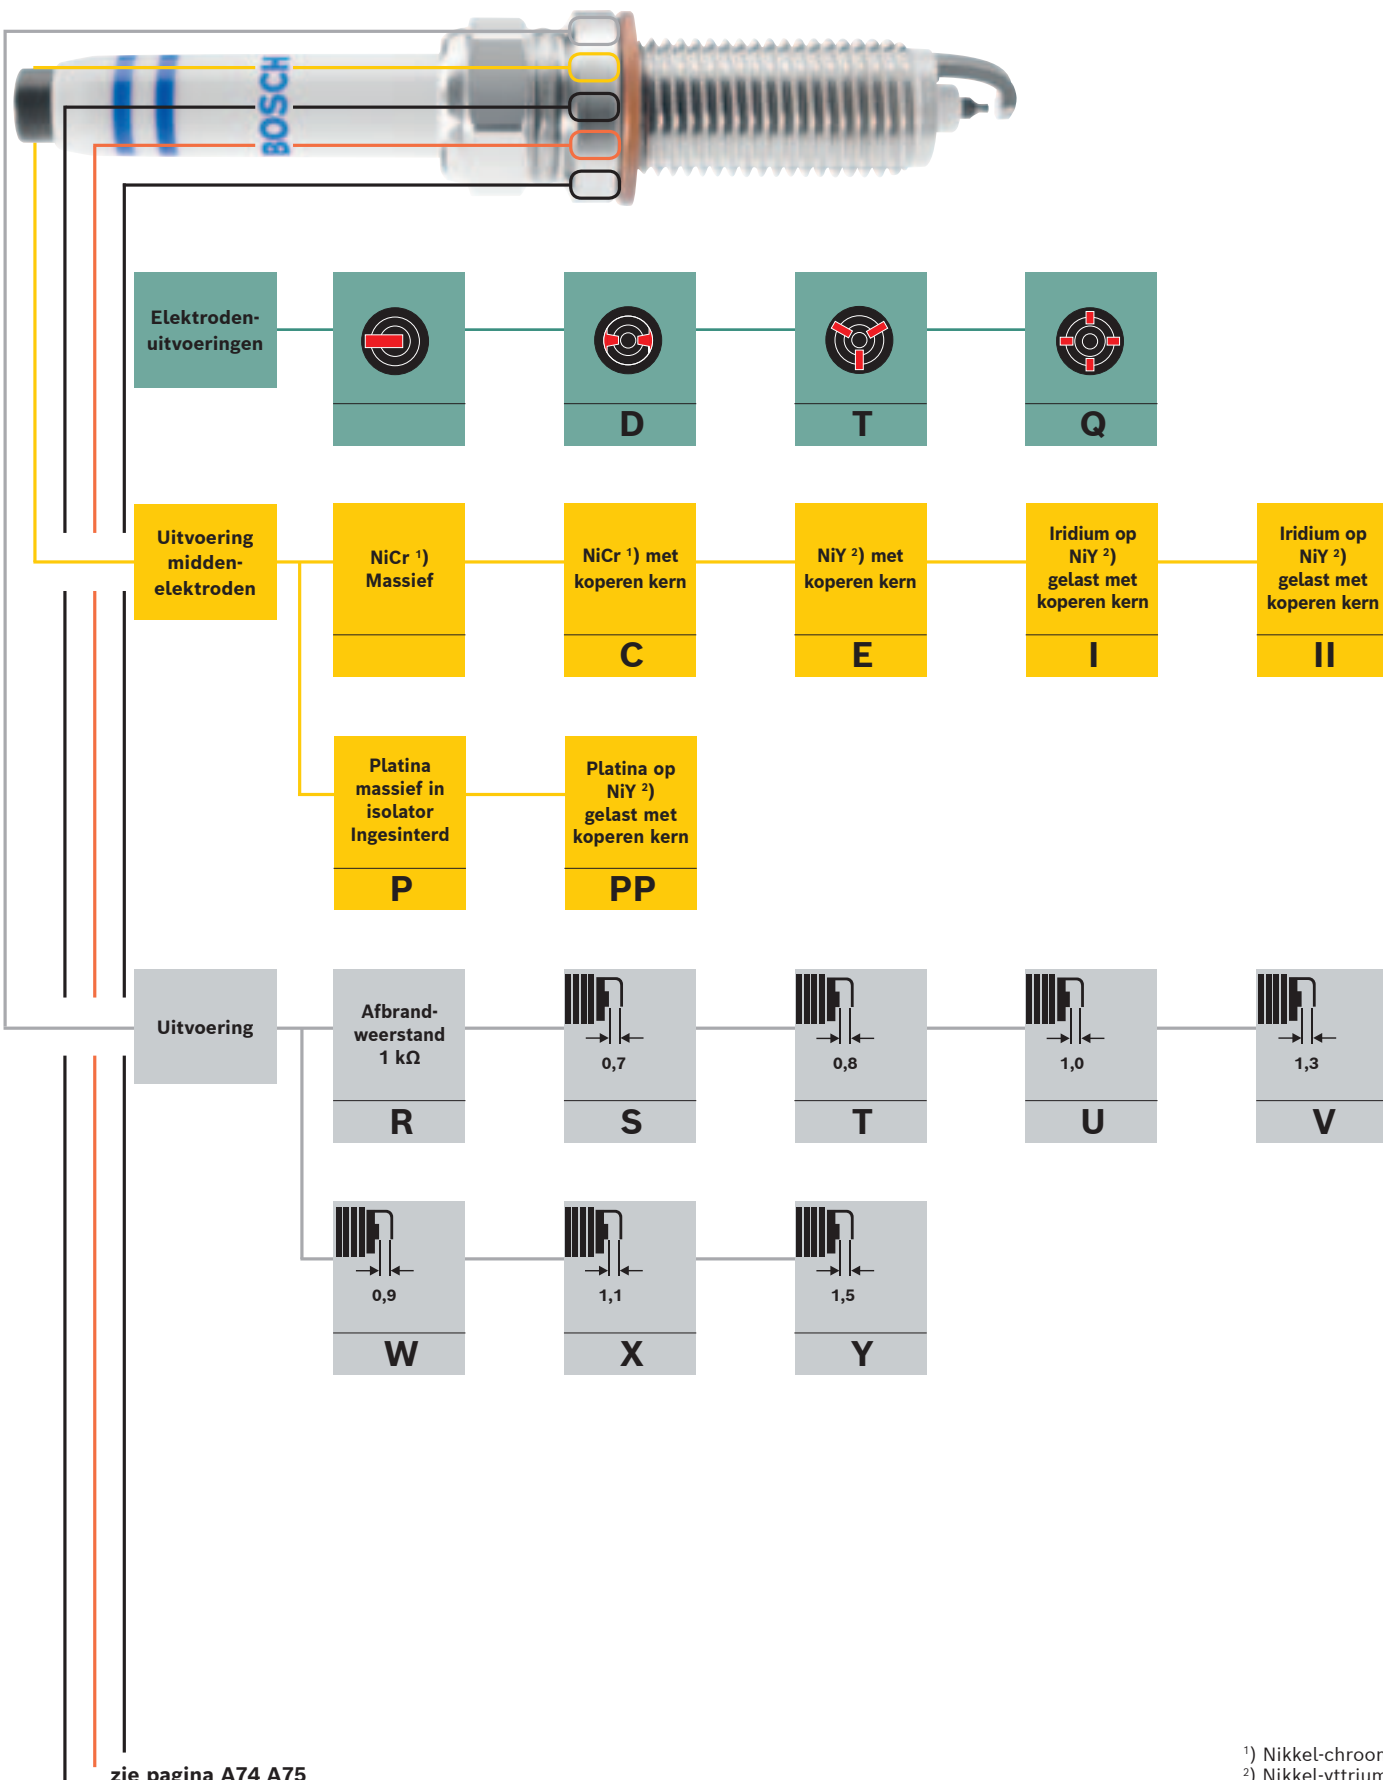 BOSCH
Elektroden-
uitvoeringen
D
T
Q
Uitvoering
midden-
elektroden
NiCr ¹)
Massief
NiCr ¹) met
koperen kern
C
NiY ²) met
koperen kern
E
Iridium op
NiY ²)
gelast met
koperen kern
I
Iridium op
NiY ²)
gelast met
koperen kern
II
Platina
massief in
isolator
Ingesinterd
P
Platina op
NiY ²)
gelast met
koperen kern
PP
Uitvoering
Afbrand-
weerstand
1 kΩ
R
0,7
S
0,8
T
1,0
U
1,3
V
0,9
W
1,1
X
1,5
Y
zie pagina A74 A75
¹) Nikkel-chroom
²) Nikkel-yttrium